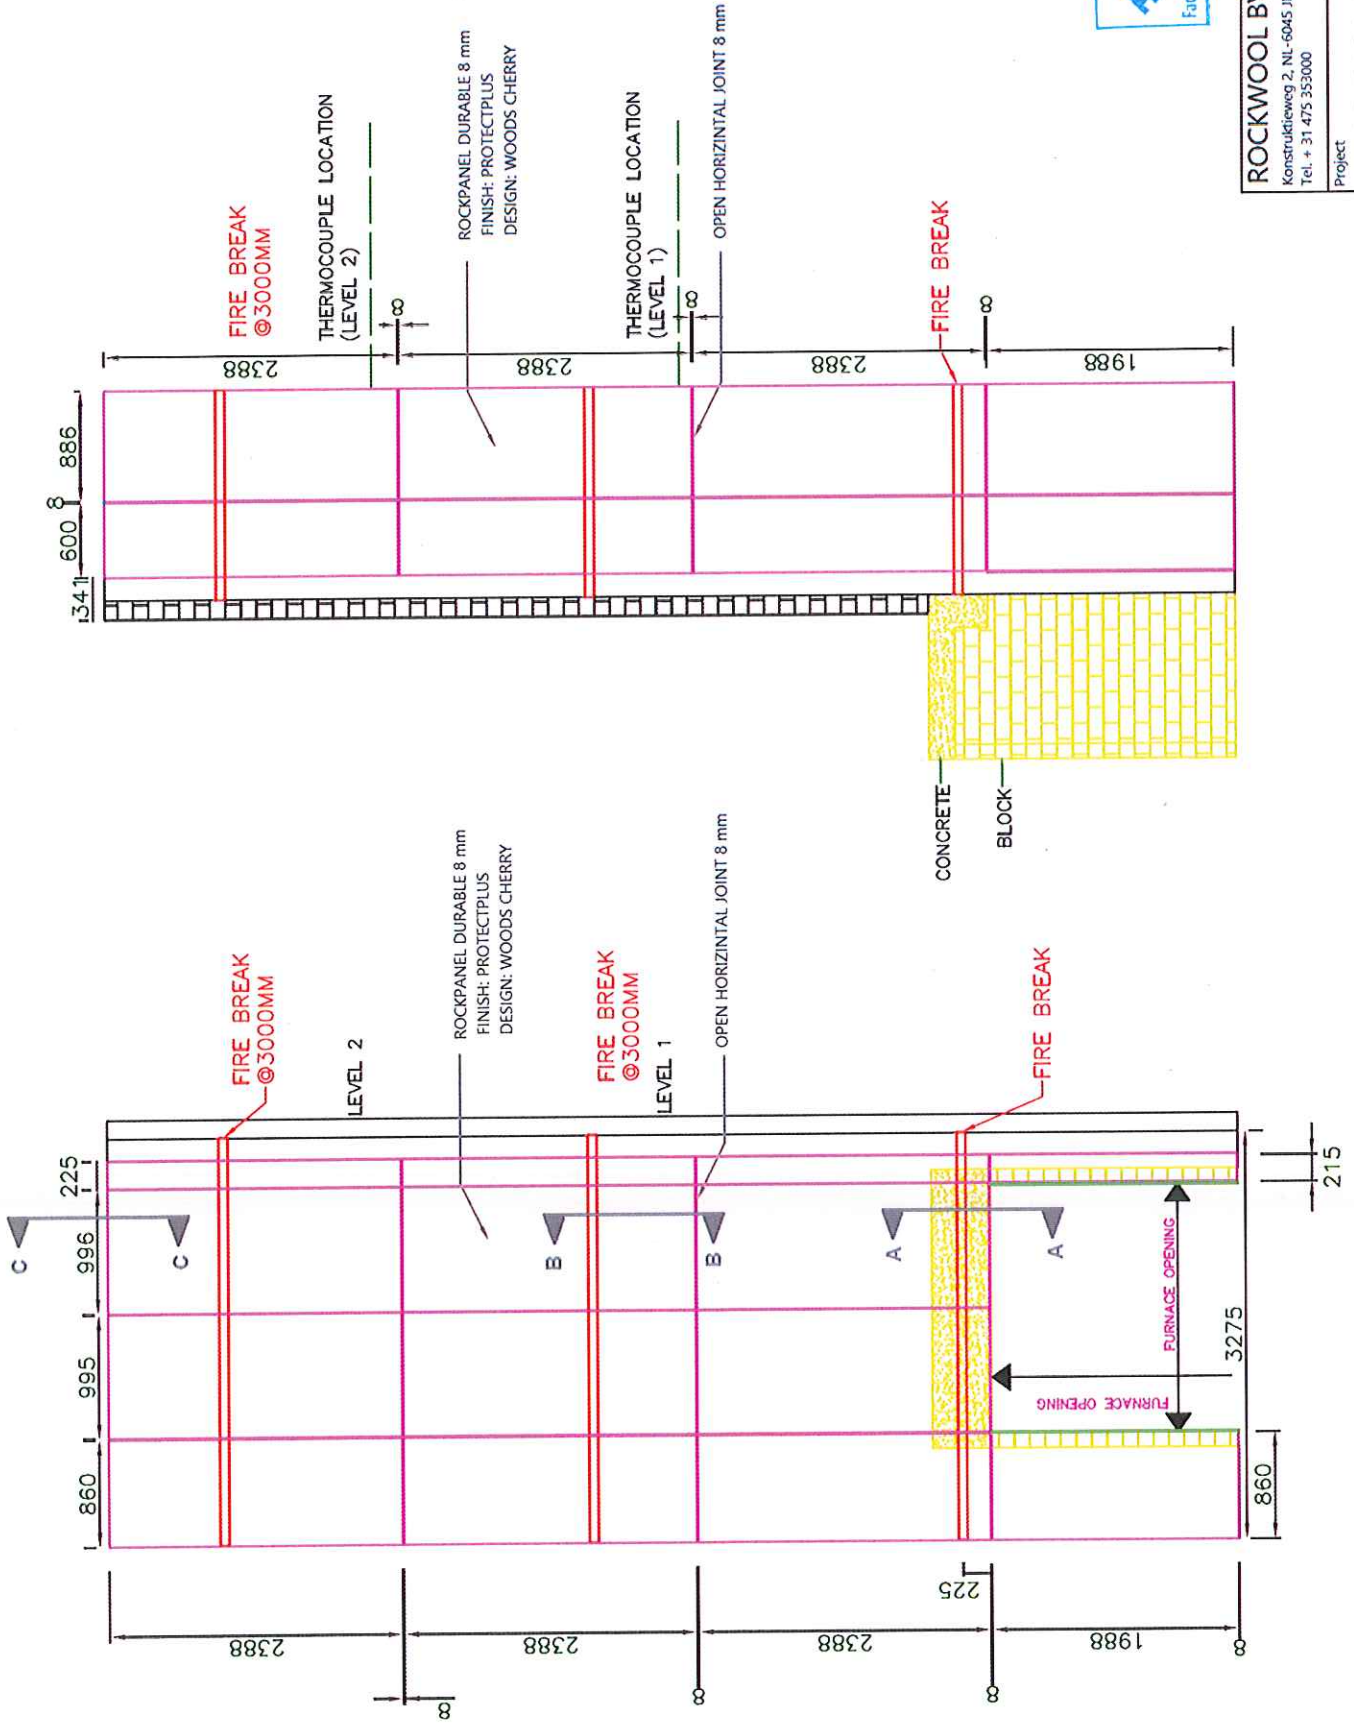 C
C
B
B
A
A
860
995
996
225
2388
2388
2388
1988
8
8
8
8
225
860
3275
215
FIRE BREAK
@3000MM
LEVEL 2
ROCKPANEL DURABLE 8 mm
FINISH: PROTECTPLUS
DESIGN: WOODS CHERRY
FIRE BREAK
@3000MM
LEVEL 1
OPEN HORIZINTAL JOINT 8 mm
FIRE BREAK
FURNACE OPENING
FURNACE OPENING
600
8
886
2388
2388
2388
1988
8
8
8
FIRE BREAK
@3000MM
THERMOCOUPLE LOCATION
(LEVEL 2)
ROCKPANEL DURABLE 8 mm
FINISH: PROTECTPLUS
DESIGN: WOODS CHERRY
THERMOCOUPLE LOCATION
(LEVEL 1)
OPEN HORIZINTAL JOINT 8 mm
FIRE BREAK
CONCRETE
BLOCK
ROCKWOOL
Konstruktieweg 2, NL-6045
Tel. + 31 475 353000
Project